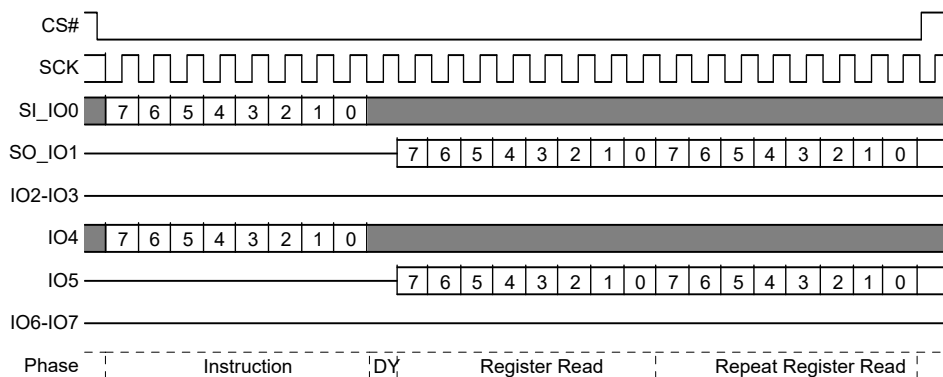 CS#
SCK
SI_IO0 7 6 5 4 3 2 1 0
SO_IO1 7 6 5 4 3 2 1 0 7 6 5 4 3 2 1 0
IO2-IO3
IO4 7 6 5 4 3 2 1 0
IO5 7 6 5 4 3 2 1 0 7 6 5 4 3 2 1 0
IO6-IO7
Phase Instruction DY Register Read Repeat Register Read